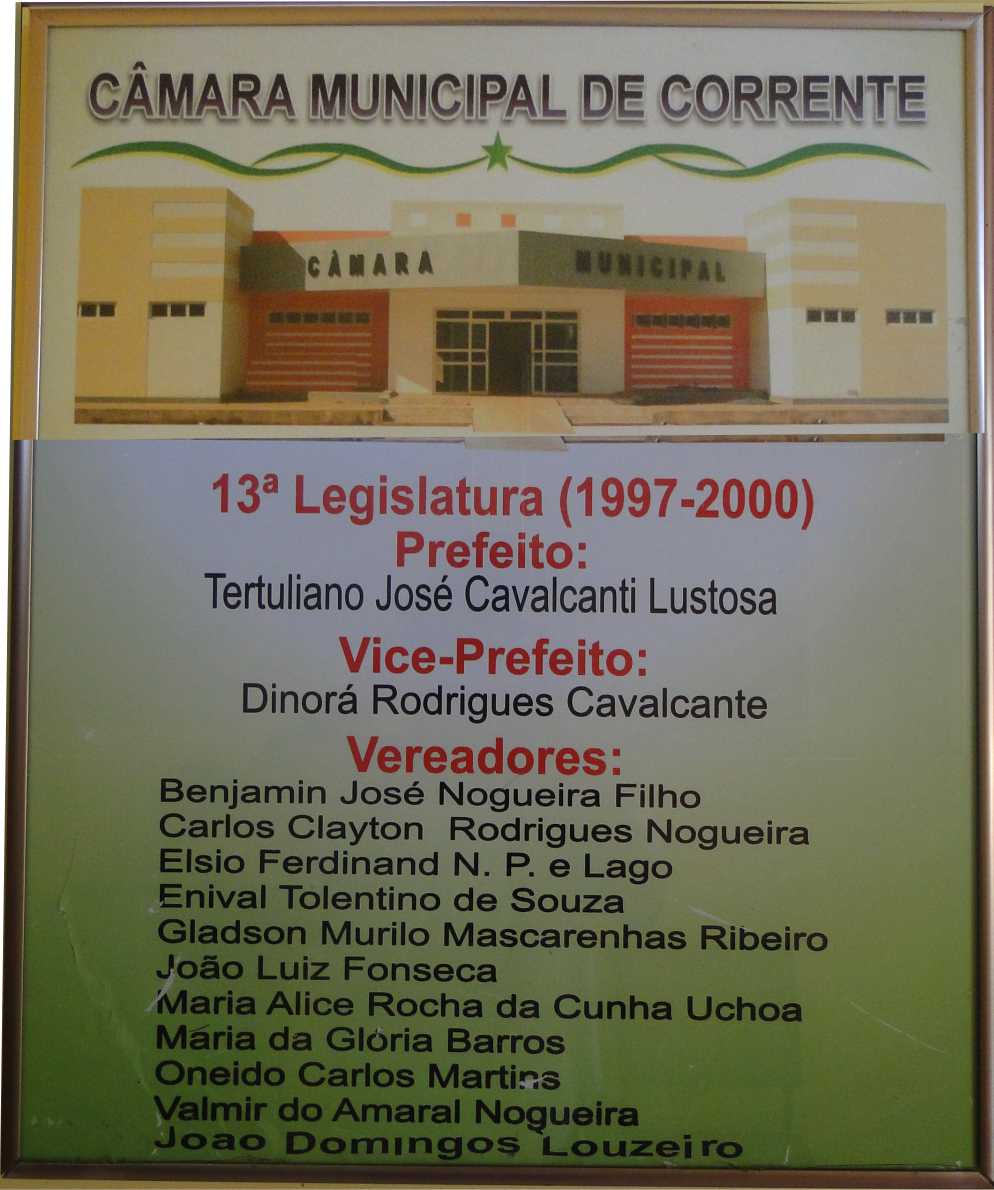 CÂMARA MUNICIPAL DE CORRENTE
CÂMARA MUNICIPAL
13ª Legislatura (1997-2000)
Prefeito:
Tertuliano José Cavalcanti Lustosa
Vice-Prefeito:
Dinorá Rodrigues Cavalcante
Vereadores:
Benjamin José Nogueira Filho
Carlos Clayton Rodrigues Nogueira
Elsio Ferdinand N. P. e Lago
Enival Tolentino de Souza
Gladson Murilo Mascarenhas Ribeiro
João Luiz Fonseca
Maria Alice Rocha da Cunha Uchoa
Maria da Glória Barros
Oneido Carlos Martins
Valmir do Amaral Nogueira
Joao Domingos Louzeiro